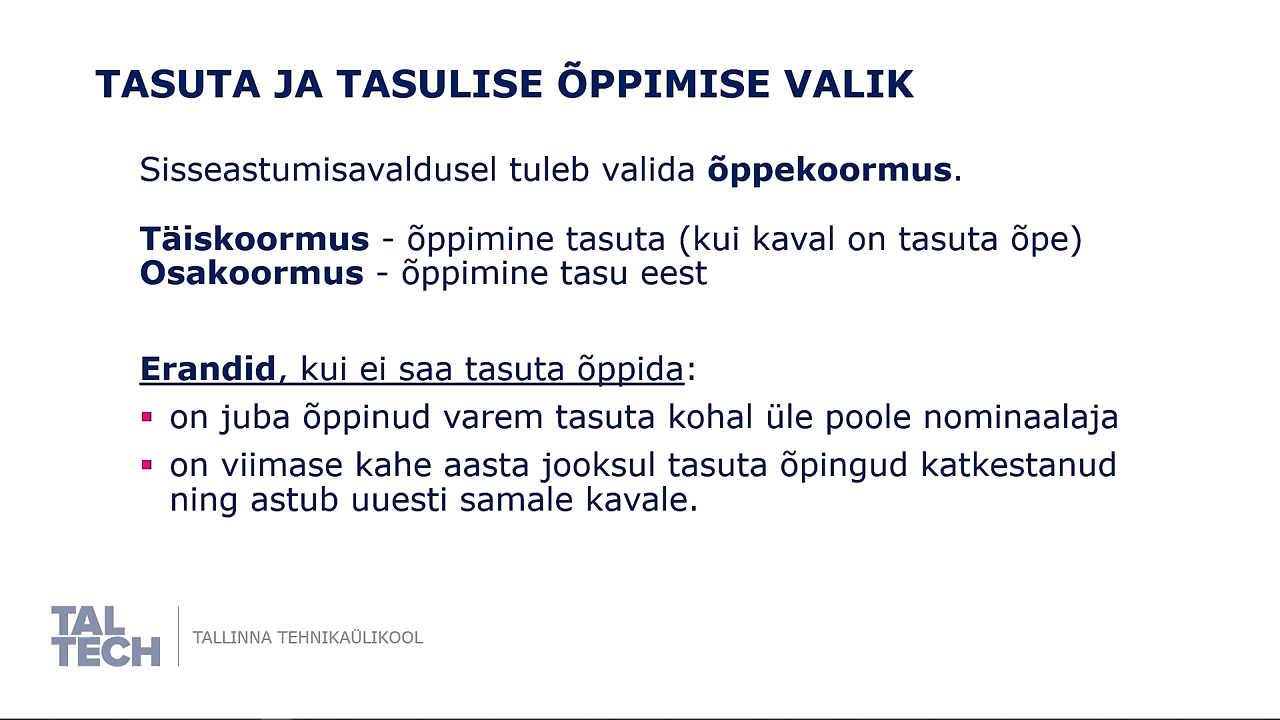 TASUTA JA TASULISE ÕPPIMISE VALIK
Sisseastumisavaldusel tuleb valida õppekoormus.
Täiskoormus - õppimine tasuta (kui kaval on tasuta õpe)
Osakoormus - õppimine tasu eest
Erandid, kui ei saa tasuta õppida:
▪ on juba õppinud varem tasuta kohal üle poole nominaalaja
▪ on viimase kahe aasta jooksul tasuta õpingud katkestanud
ning astub uuesti samale kavale.
TAL
TECH
TALLINNA TEHNIKAÜLIKOOL